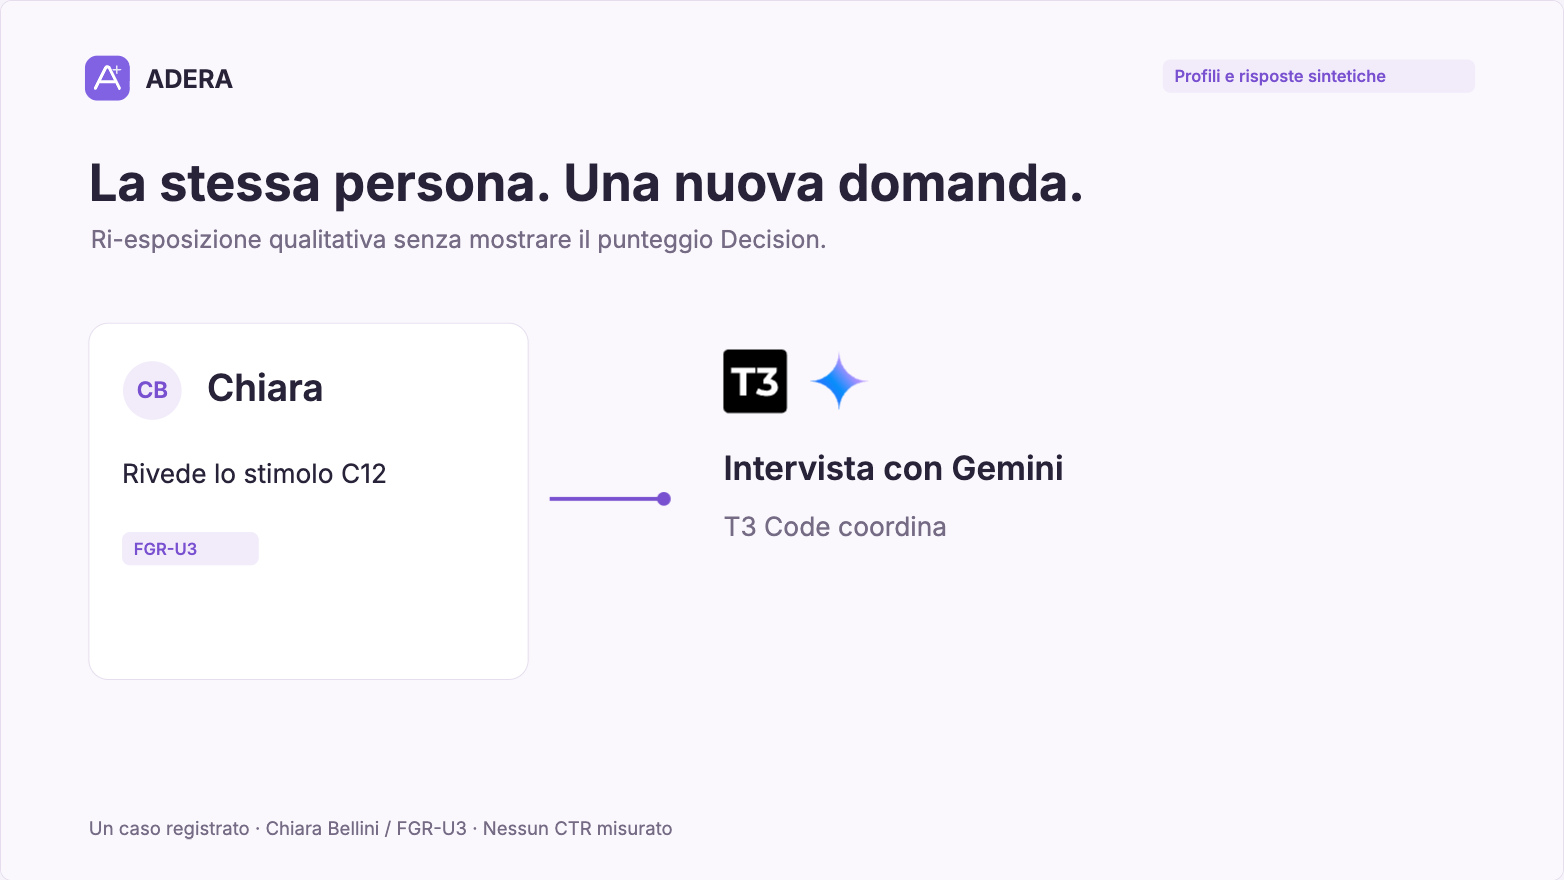 ADERA
Profili e risposte sintetiche
La stessa persona. Una nuova domanda.
Ri-esposizione qualitativa senza mostrare il punteggio Decision.
CB
Chiara
Rivede lo stimolo C12
FGR-U3
T3
Intervista con Gemini
T3 Code coordina
Un caso registrato · Chiara Bellini / FGR-U3 · Nessun CTR misurato